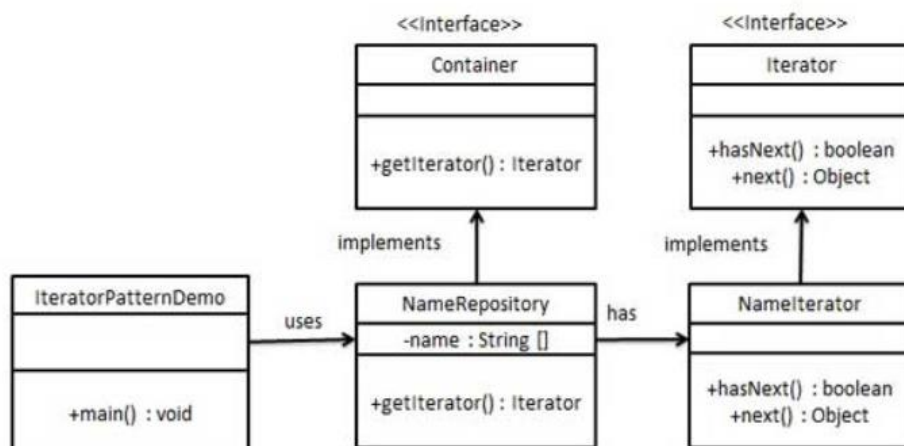 <<Interface>>
Container
+getIterator() : Iterator
<<Interface>>
Iterator
+hasNext() : boolean
+next() : Object
implements
implements
IteratorPatternDemo
+main() : void
uses
NameRepository
-name : String []
+getIterator() : Iterator
has
NameIterator
+hasNext() : boolean
+next() : Object